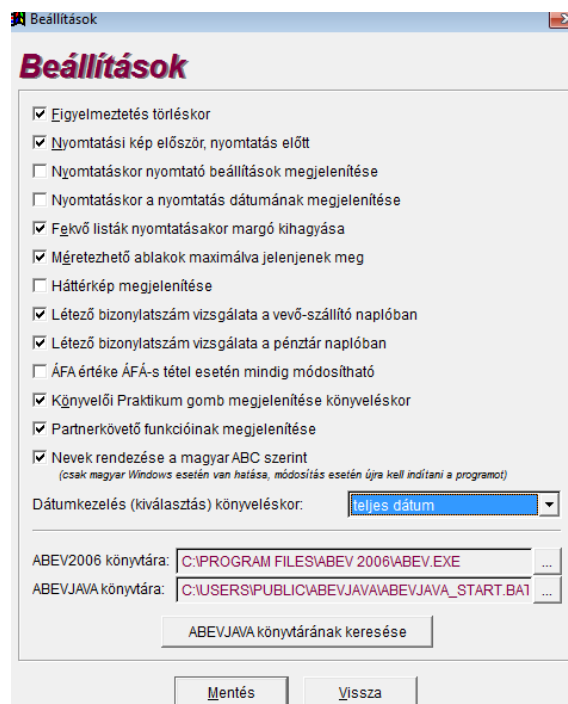 Beállítások
Beállítások
Figyelmeztetés törléskor
Nyomtatási kép először, nyomtatás előtt
Nyomtatáskor nyomtató beállítások megjelenítése
Nyomtatáskor a nyomtatás dátumának megjelenítése
Fekvő listák nyomtatásakor margó kihagyása
Méretezhető ablakok maximálva jelenjenek meg
Háttérkép megjelenítése
Létező bizonylatszám vizsgálata a vevő-szállító naplóban
Létező bizonylatszám vizsgálata a pénztár naplóban
ÁFA értéke ÁFÁ-s tétel esetén mindig módosítható
Könyvelői Praktikum gomb megjelenítése könyveléskor
Partnerkövető funkcióinak megjelenítése
Nevek rendezése a magyar ABC szerint
(csak magyar Windows esetén van hatása, módosítás esetén újra kell indítani a programot)
Dátumkezelés (kiválasztás) könyveléskor: teljes dátum
ABEV2006 könyvtára: C:\PROGRAM FILES\ABEV 2006\ABEV.EXE ...
ABEVJAVA könyvtára: C:\USERS\PUBLIC\ABEVJAVA\ABEVJAVA_START.BAT ...
ABEVJAVA könyvtárának keresése
Mentés Vissza